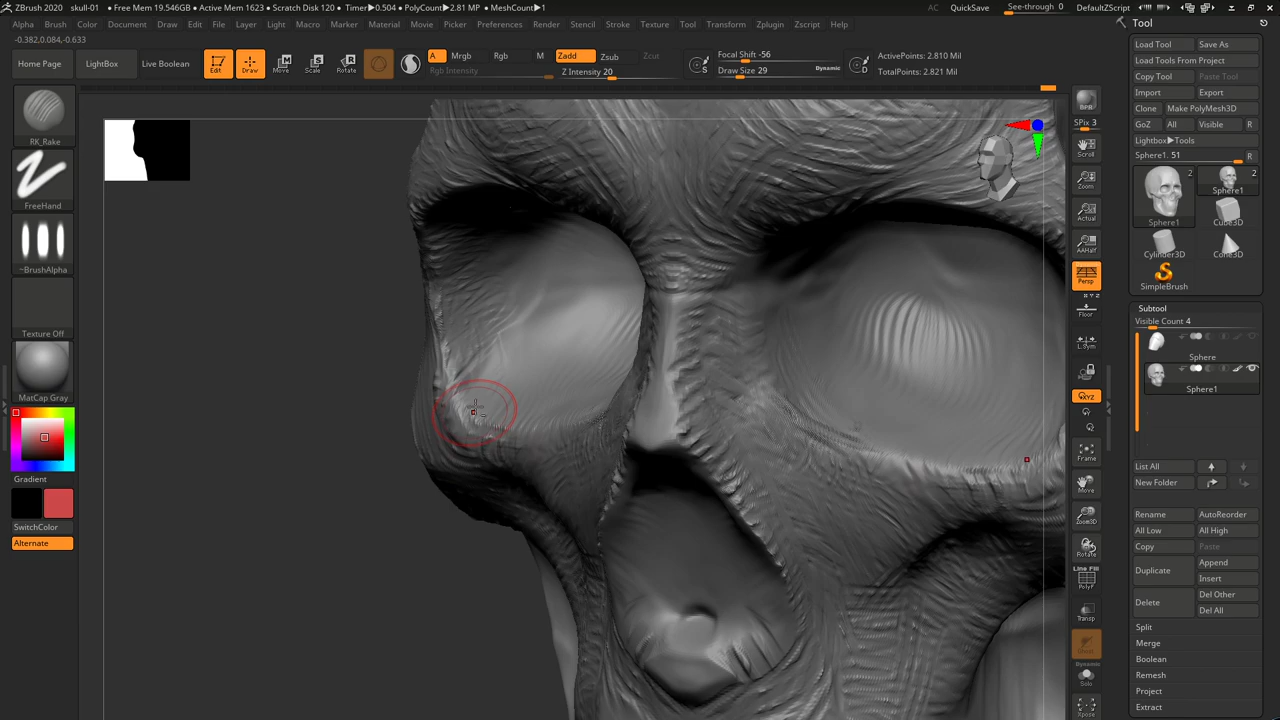 ZBrush 2020 skull-01 • Free Mem 19.546GB • Active Mem 1623 • Scratch Disk 120 • Timer▶0.504 • PolyCount▶2.81 MP • MeshCount▶1 AC QuickSave See-through 0 DefaultZScript
Alpha Brush Color Document Draw Edit File Layer Light Macro Marker Material Movie Picker Preferences Render Stencil Stroke Texture Tool Transform Zplugin Zscript Help
-0.382,0.084,-0.633
Home Page
LightBox
Live Boolean
Edit
Draw
Move
Scale
Rotate
A
Mrgb
Rgb
M
Rgb Intensity
Zadd
Zsub
Zcut
Z Intensity 20
S
Focal Shift -56
Draw Size 29
Dynamic
D
ActivePoints: 2.810 Mil
TotalPoints: 2.821 Mil
RK_Rake
FreeHand
~BrushAlpha
Texture Off
MatCap Gray
Gradient
SwitchColor
Alternate
BPR
SPix 3
Scroll
Zoom
Actual
AAHalf
Persp
Floor
L.Sym
XYZ
Frame
Move
Zoom3D
Rotate
Line Fill
PolyF
Transp
Ghost
Dynamic
Solo
Xpose
Tool
Load Tool Save As
Load Tools From Project
Copy Tool Paste Tool
Import Export
Clone Make PolyMesh3D
GoZ All Visible R
Lightbox▶Tools
Sphere1. 51 R
2
2
Sphere1
Sphere1
Cube3D
Cylinder3D
Cone3D
SimpleBrush
Subtool
Visible Count 4
Sphere
Sphere1
List All
New Folder
Rename AutoReorder
All Low All High
Copy Paste
Duplicate Append
Insert
Delete Del Other
Del All
Split
Merge
Boolean
Remesh
Project
Extract